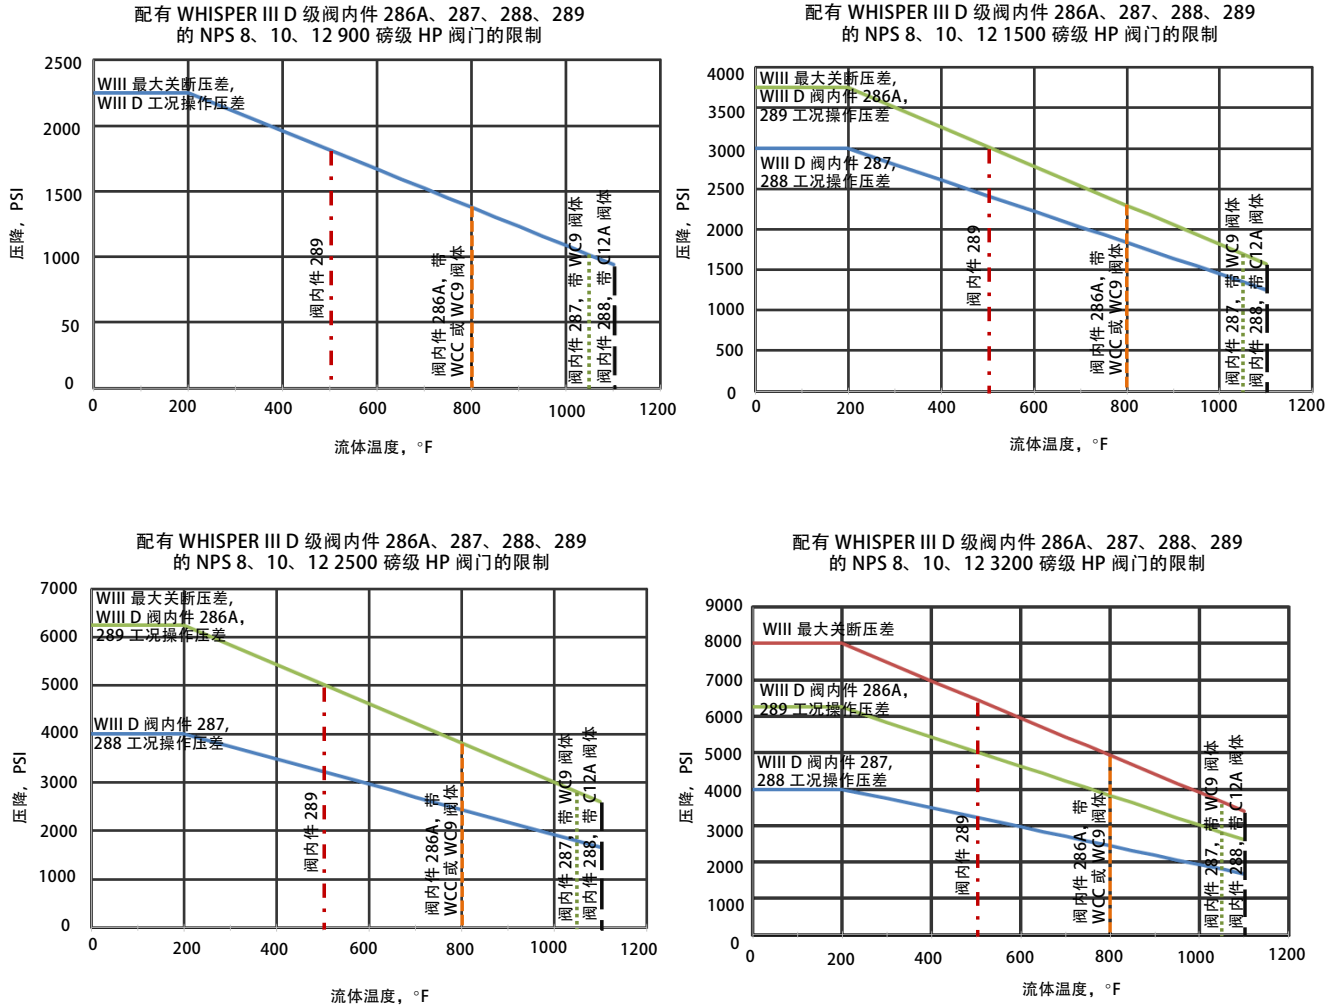 配有 WHISPER III D 级阀内件 286A、287、288、289
的 NPS 8、10、12 900 磅级 HP 阀门的限制
2500
2000
1500
1000
50
0
压降，PSI
WIII 最大关断压差,
WIII D 工况操作压差
阀内件 289
阀内件 286A，带
WCC 或 WC9 阀体
阀内件 287，带 WC9 阀体
阀内件 288，带 C12A 阀体
0
200
400
600
800
1000
1200
流体温度，°F
配有 WHISPER III D 级阀内件 286A、287、288、289
的 NPS 8、10、12 1500 磅级 HP 阀门的限制
4000
3500
3000
2500
2000
1500
1000
500
0
压降，PSI
WIII 最大关断压差,
WIII D 阀内件 286A，
289 工况操作压差
WIII D 阀内件 287,
288 工况操作压差
阀内件 289
阀内件 286A，带
WCC 或 WC9 阀体
阀内件 287，带 WC9 阀体
阀内件 288，带 C12A 阀体
0
200
400
600
800
1000
1200
流体温度，°F
配有 WHISPER III D 级阀内件 286A、287、288、289
的 NPS 8、10、12 2500 磅级 HP 阀门的限制
7000
6000
5000
4000
3000
2000
1000
0
压降，PSI
WIII 最大关断压差,
WIII D 阀内件 286A，
289 工况操作压差
WIII D 阀内件 287,
288 工况操作压差
阀内件 289
阀内件 286A，带
WCC 或 WC9 阀体
阀内件 287，带 WC9 阀体
阀内件 288，带 C12A 阀体
0
200
400
600
800
1000
1200
流体温度，°F
配有 WHISPER III D 级阀内件 286A、287、288、289
的 NPS 8、10、12 3200 磅级 HP 阀门的限制
9000
8000
7000
6000
5000
4000
3000
2000
1000
0
压降，PSI
WIII 最大关断压差
WIII D 阀内件 286A，
289 工况操作压差
WIII D 阀内件 287,
288 工况操作压差
阀内件 289
阀内件 286A，带
WCC 或 WC9 阀体
阀内件 287，带 WC9 阀体
阀内件 288，带 C12A 阀体
0
200
400
600
800
1000
1200
流体温度，°F